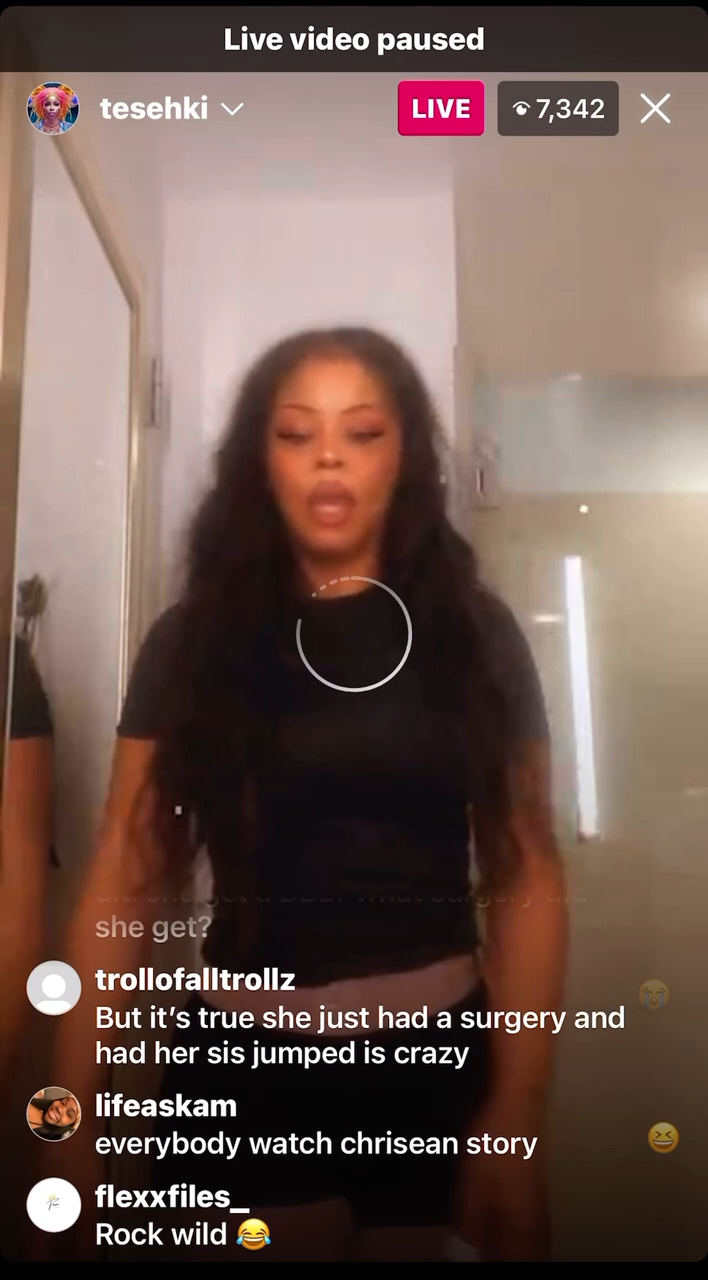 Live video paused
tesehki
LIVE
7,342
she get?
trollofalltrollz
But it’s true she just had a surgery and
had her sis jumped is crazy
lifeaskam
everybody watch chrisean story
flexxfiles_
Rock wild 😂